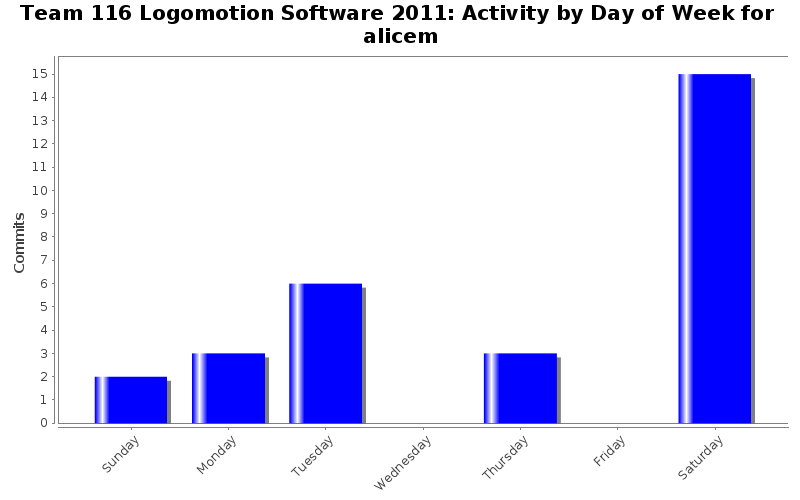 Team 116 Logomotion Software 2011: Activity by Day of Week for
alicem
Commits
15
14
13
12
11
10
9
8
7
6
5
4
3
2
1
0
Sunday
Monday
Tuesday
Wednesday
Thursday
Friday
Saturday